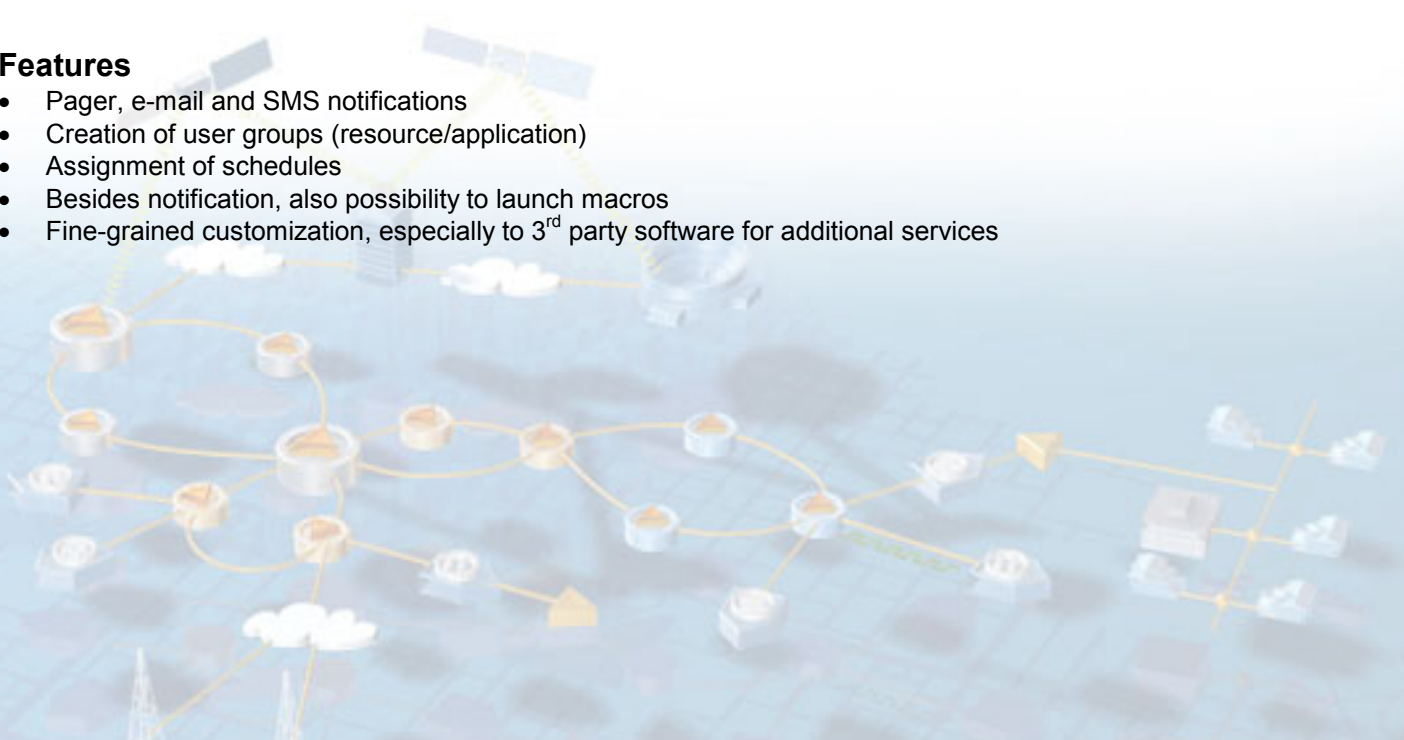 Features
• Pager, e-mail and SMS notifications
• Creation of user groups (resource/application)
• Assignment of schedules
• Besides notification, also possibility to launch macros
• Fine-grained customization, especially to 3rd party software for additional services